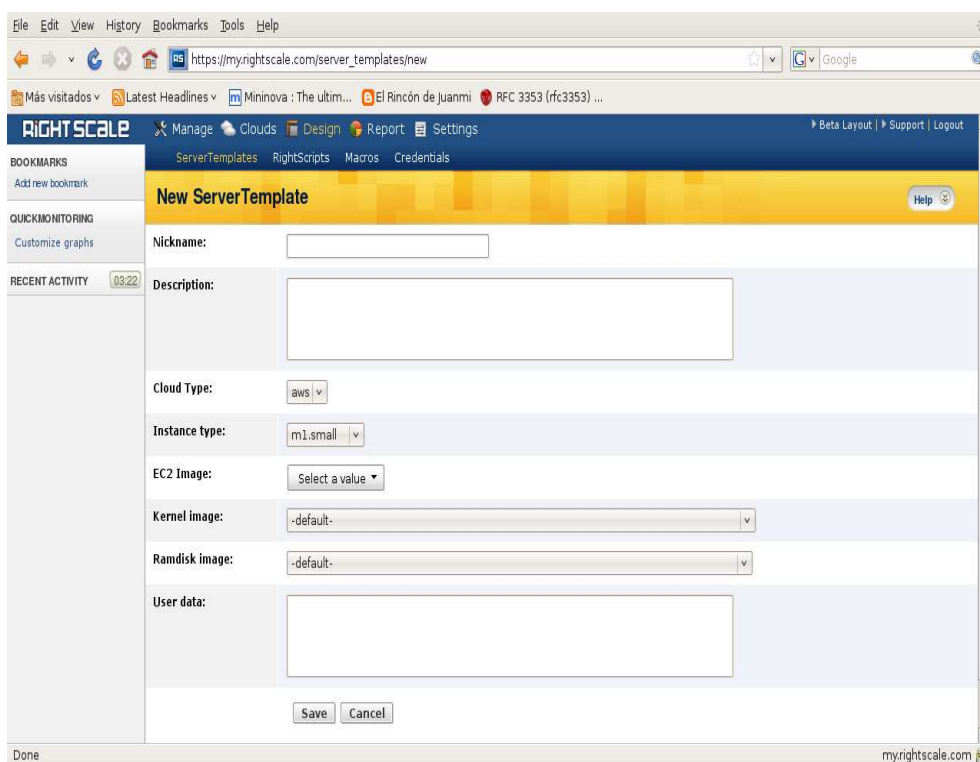 File Edit View History Bookmarks Tools Help
RS https://my.rightscale.com/server_templates/new G Google
Más visitados Latest Headlines m Mininova : The ultim... El Rincón de Juanmi RFC 3353 (rfc3353) ...
RIGHTSCALE Manage Clouds Design Report Settings Beta Layout | Support | Logout
ServerTemplates RightScripts Macros Credentials
BOOKMARKS
Add new bookmark
QUICKMONITORING
Customize graphs
RECENT ACTIVITY 03:22
New ServerTemplate Help
Nickname:
Description:
Cloud Type: aws
Instance type: m1.small
EC2 Image: Select a value
Kernel image: -default-
Ramdisk image: -default-
User data:
Save Cancel
Done my.rightscale.com